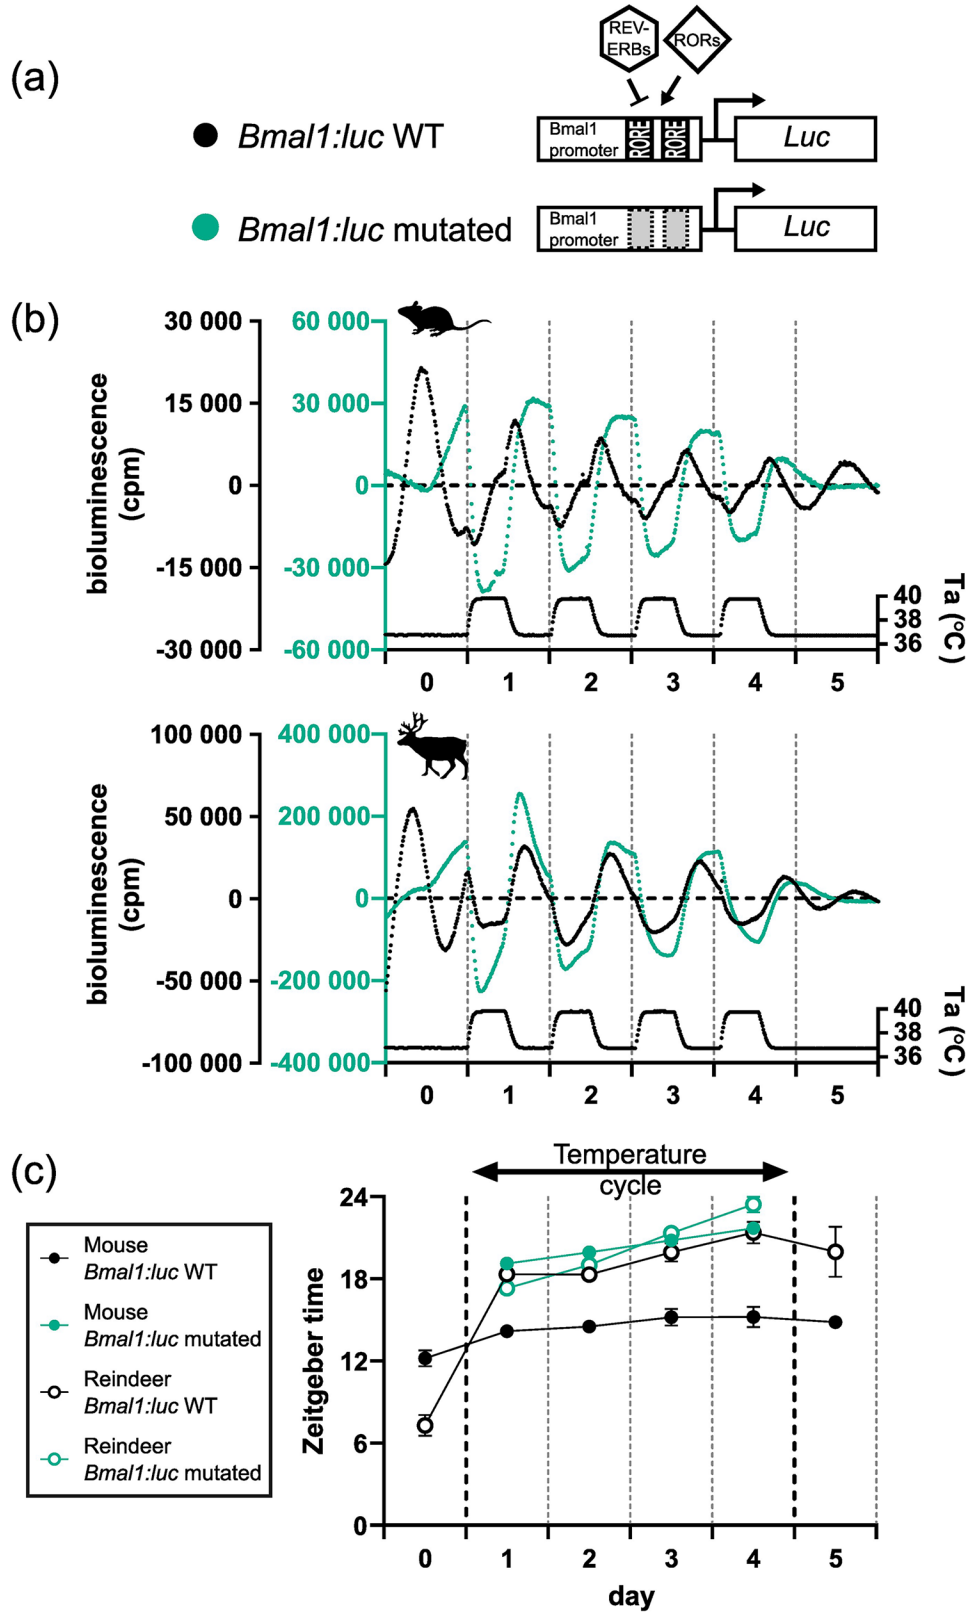 (a)
REV-
ERBs
RORs
Bmal1:luc WT
Bmal1
promoter
RORE
RORE
Luc
Bmal1:luc mutated
Bmal1
promoter
Luc
(b)
bioluminescence
(cpm)
30 000
15 000
0
-15 000
-30 000
60 000
30 000
0
-30 000
-60 000
40
38
36
Ta (°C)
0 1 2 3 4 5
bioluminescence
(cpm)
100 000
50 000
0
-50 000
-100 000
400 000
200 000
0
-200 000
-400 000
40
38
36
Ta (°C)
0 1 2 3 4 5
(c)
Temperature
cycle
Mouse
Bmal1:luc WT
Mouse
Bmal1:luc mutated
Reindeer
Bmal1:luc WT
Reindeer
Bmal1:luc mutated
Zeitgeber time
24
18
12
6
0
0 1 2 3 4 5
day